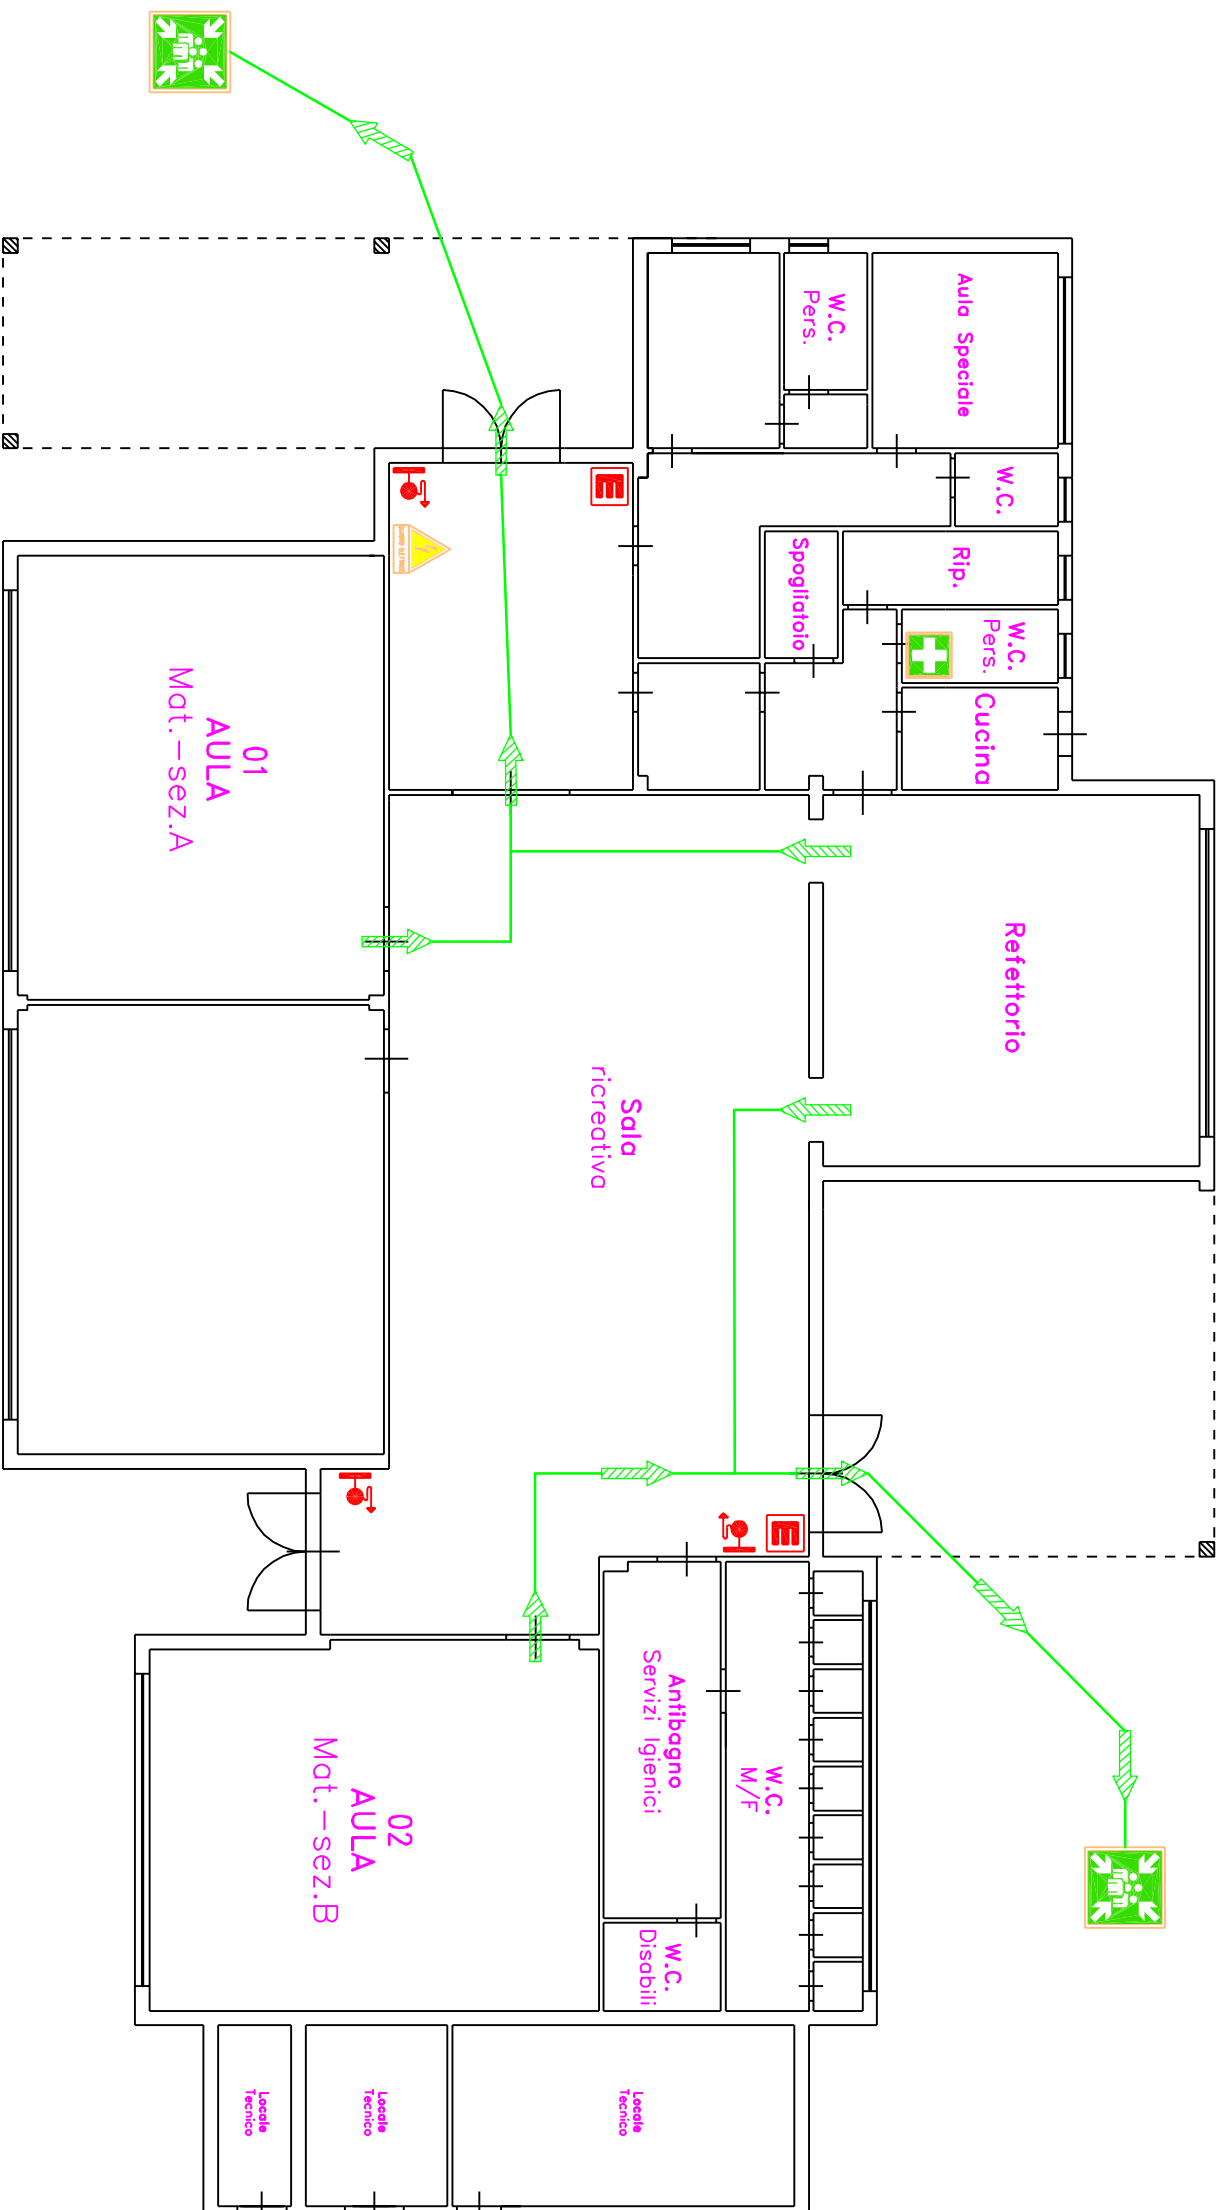 Aula Speciale
W.C.
Pers.
W.C.
Rip.
Spogliatoio
W.C.
Pers.
Cucina
E
01
AULA
Mat.-sez.A
Refettorio
Sala
ricreativa
E
Antibagno
Servizi Igienici
W.C.
M/F
02
AULA
Mat.-sez.B
W.C.
Disabili
Locale
Tecnico
Locale
Tecnico
Locale
Tecnico